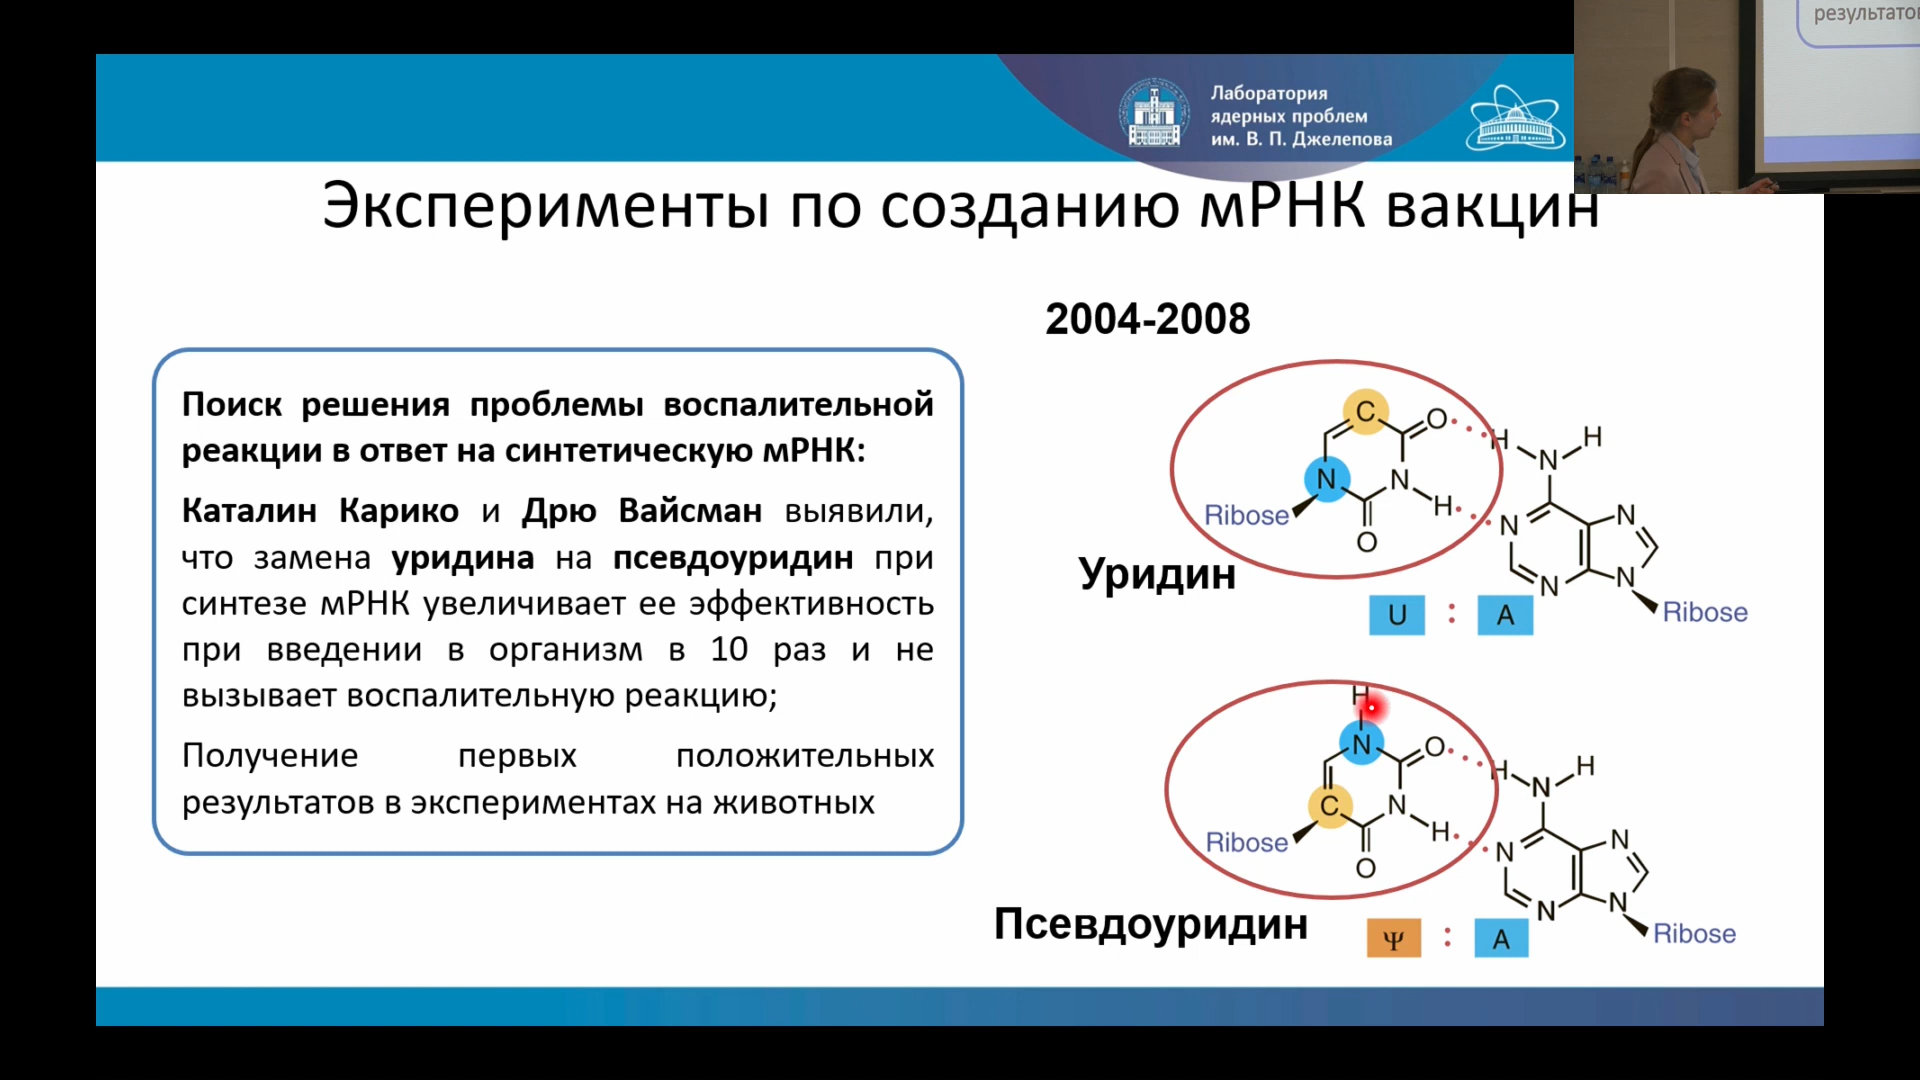 Лаборатория
ядерных проблем
им. В. П. Джелепова
результатов
Эксперименты по созданию мРНК вакцин
2004-2008
Поиск решения проблемы воспалительной
реакции в ответ на синтетическую мРНК:
Каталин Карико и Дрю Вайсман выявили,
что замена уридина на псевдоуридин при
синтезе мРНК увеличивает ее эффективность
при введении в организм в 10 раз и не
вызывает воспалительную реакцию;
Получение первых положительных
результатов в экспериментах на животных
C
O
H
H
N
N
N
H
Ribose
O
N
N
N
N
Ribose
Уридин
U : A
H
N
O
H
H
N
C
N
H
Ribose
O
N
N
N
N
Ribose
Псевдоуридин
Ψ : A